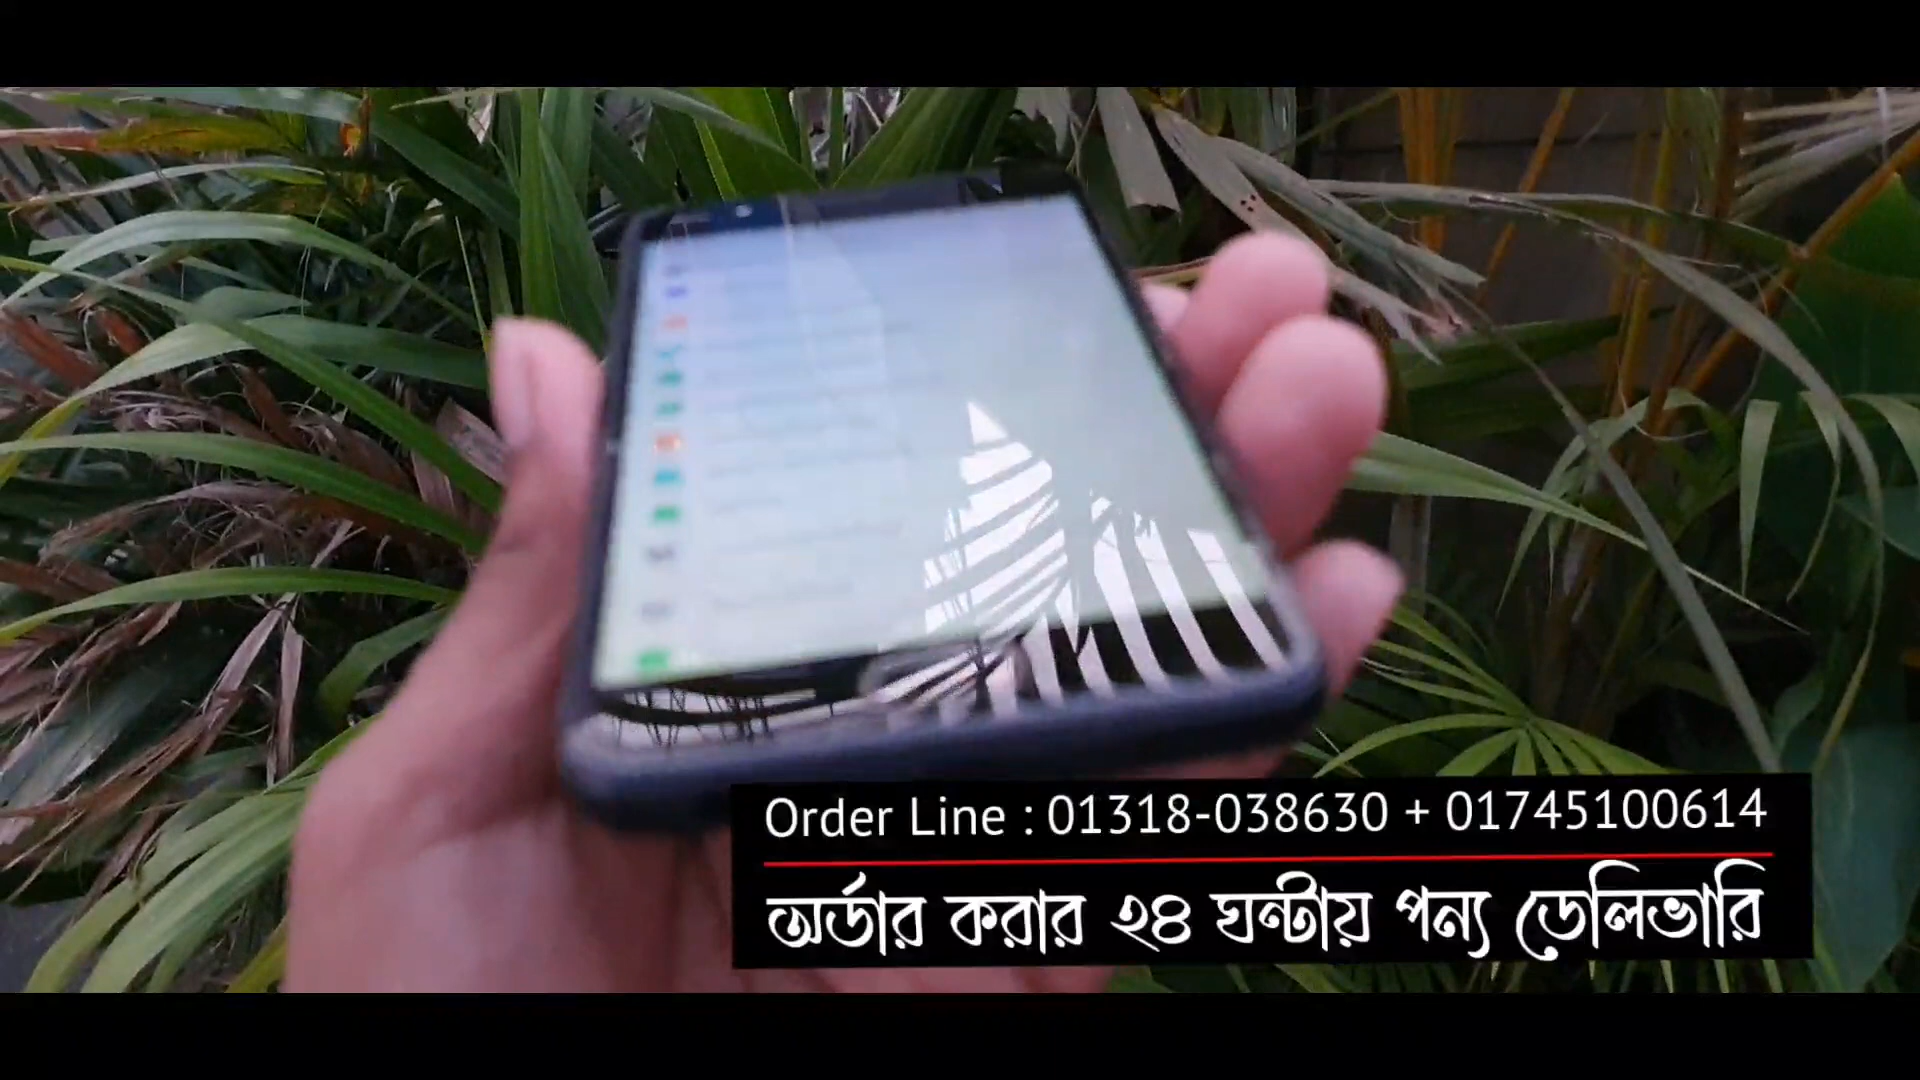 Order Line : 01318-038630 + 01745100614
অর্ডার করার ২৪ ঘন্টায় পন্য ডেলিভারি